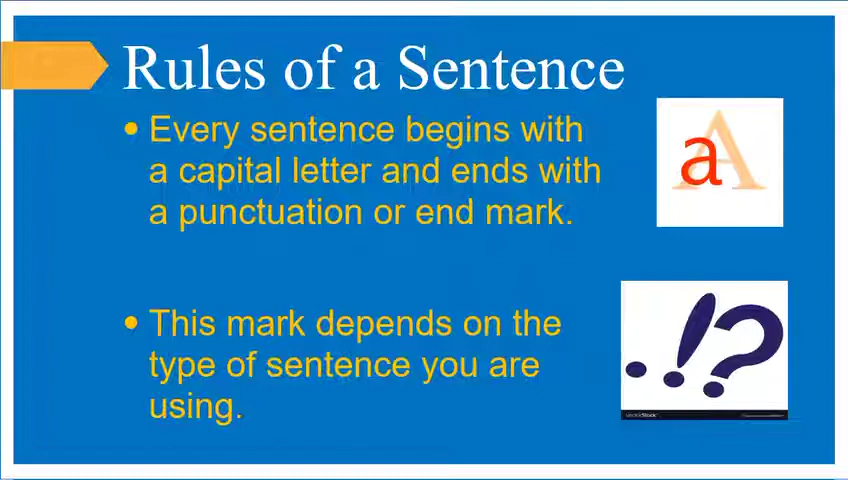 Rules of a Sentence
• Every sentence begins with
a capital letter and ends with
a punctuation or end mark.
a A
• This mark depends on the
type of sentence you are
using.
. ! ?
VectorStock